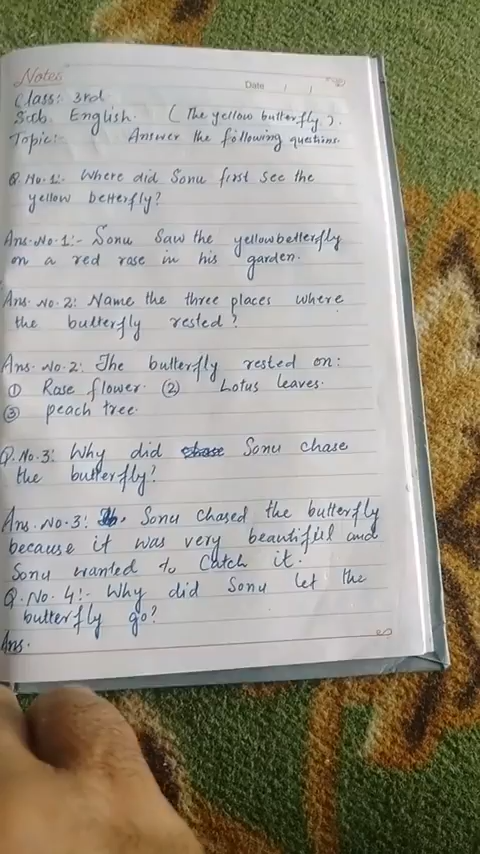 Notes
Date / /
Class: 3rd
Sub. English. (The yellow butterfly).
Topic:- Answer the following questions.
Q.No.1:- Where did Sonu first see the
yellow betterfly?
Ans.No.1:- Sonu Saw the yellowbetterfly
on a red rose in his garden.
Ans.No.2: Name the three places where
the butterfly rested?
Ans.No.2: The butterfly rested on:
① Rose flower. ② Lotus leaves.
③ peach tree.
Q.No.3: Why did Sonu chase
the butterfly?
Ans.No.3: Sonu chased the butterfly
because it was very beautiful and
Sonu wanted to Catch it.
Q.No.4:- Why did Sonu let the
butterfly go?
Ans.